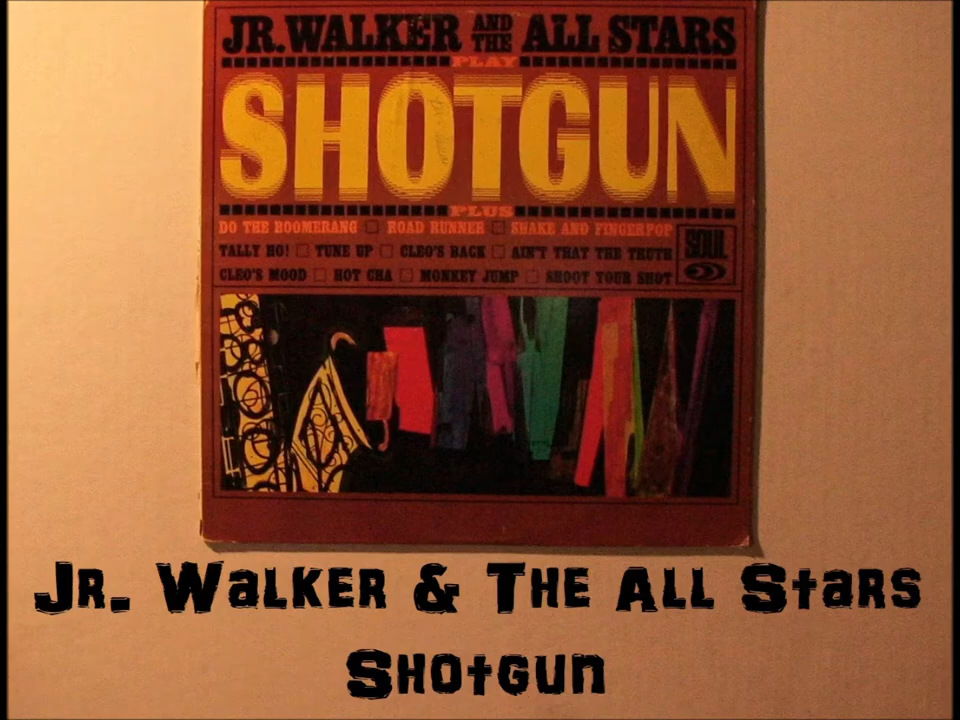 JR. WALKER AND THE ALL STARS
PLAY
SHOTGUN
PLUS
DO THE BOOMERANG □ ROAD RUNNER □ SHAKE AND FINGERPOP
TALLY HO! □ TUNE UP □ CLEO'S BACK □ AIN'T THAT THE TRUTH
CLEO'S MOOD □ HOT CHA □ MONKEY JUMP □ SHOOT YOUR SHOT
SOUL
Jr. Walker & The All Stars
Shotgun